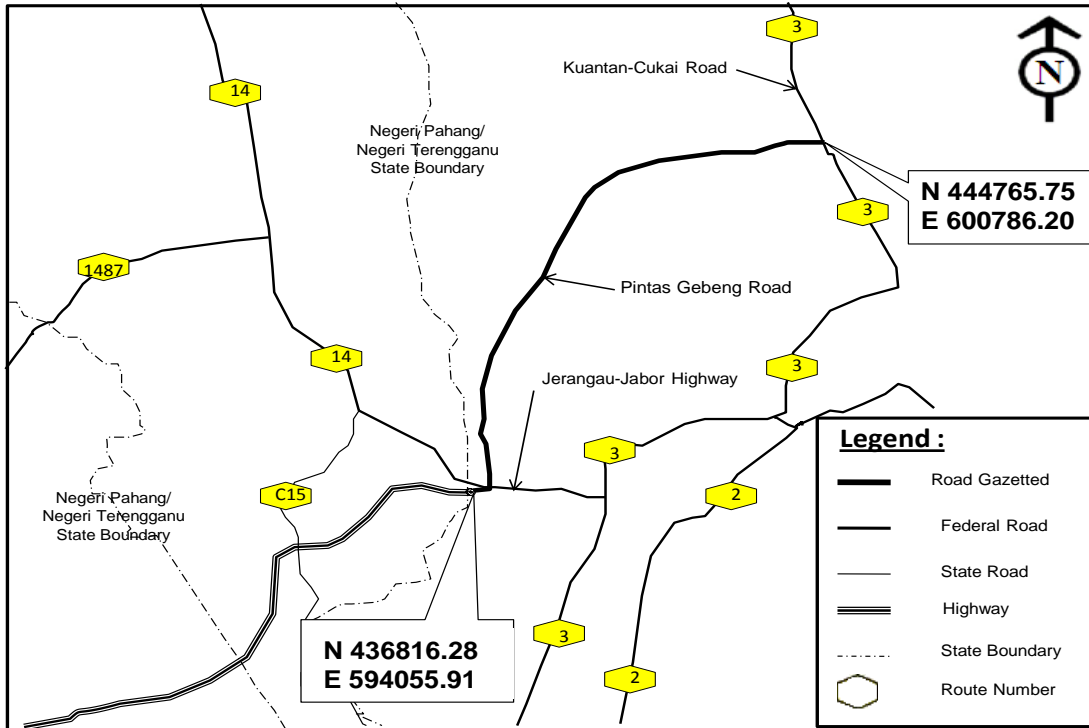 3
N
14
Kuantan-Cukai Road
Negeri Pahang/
Negeri Terengganu
State Boundary
N 444765.75
E 600786.20
3
1487
Pintas Gebeng Road
14
3
Jerangau-Jabor Highway
Legend :
Road Gazetted
3
C15
2
Negeri Pahang/
Negeri Terengganu
State Boundary
Federal Road
State Road
Highway
N 436816.28
E 594055.91
3
2
State Boundary
Route Number